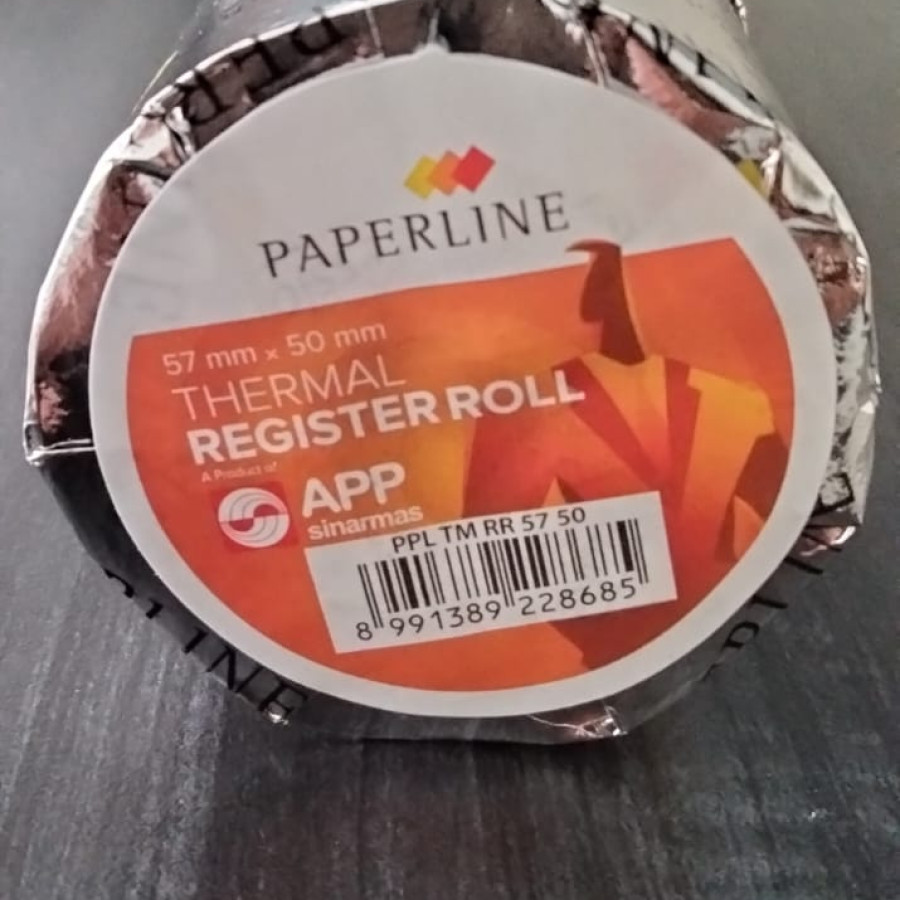 PAPERLINE
57 mm x 50 mm
THERMAL
REGISTER ROLL
A Product of
APP
sinarmas
PPL TM RR 57 50
8 991389 228685